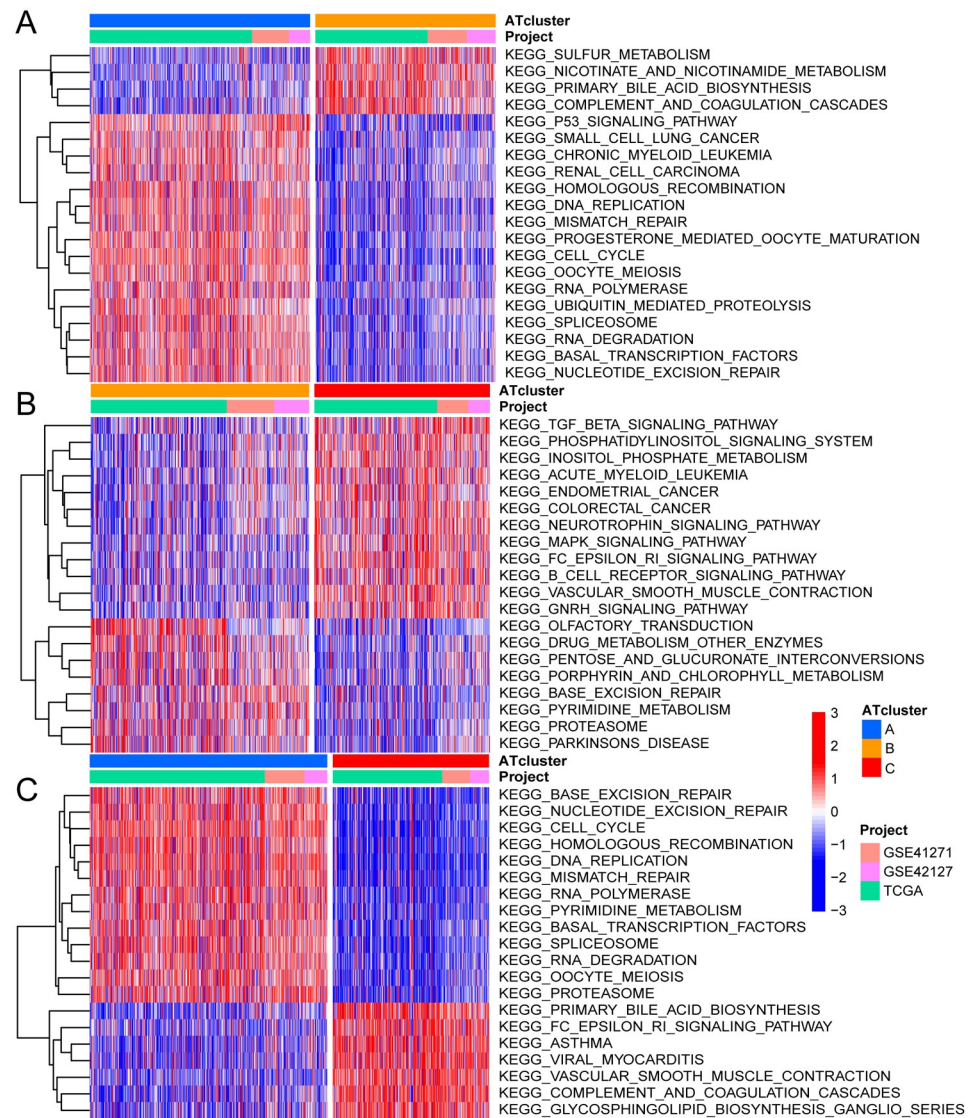 A
ATcluster
Project
KEGG_SULFUR_METABOLISM
KEGG_NICOTINATE_AND_NICOTINAMIDE_METABOLISM
KEGG_PRIMARY_BILE_ACID_BIOSYNTHESIS
KEGG_COMPLEMENT_AND_COAGULATION_CASCADES
KEGG_P53_SIGNALING_PATHWAY
KEGG_SMALL_CELL_LUNG_CANCER
KEGG_CHRONIC_MYELOID_LEUKEMIA
KEGG_RENAL_CELL_CARCINOMA
KEGG_HOMOLOGOUS_RECOMBINATION
KEGG_DNA_REPLICATION
KEGG_MISMATCH_REPAIR
KEGG_PROGESTERONE_MEDIATED_OOCYTE_MATURATION
KEGG_CELL_CYCLE
KEGG_OOCYTE_MEIOSIS
KEGG_RNA_POLYMERASE
KEGG_UBIQUITIN_MEDIATED_PROTEOLYSIS
KEGG_SPLICEOSOME
KEGG_RNA_DEGRADATION
KEGG_BASAL_TRANSCRIPTION_FACTORS
KEGG_NUCLEOTIDE_EXCISION_REPAIR
B
ATcluster
Project
KEGG_TGF_BETA_SIGNALING_PATHWAY
KEGG_PHOSPHATIDYLINOSITOL_SIGNALING_SYSTEM
KEGG_INOSITOL_PHOSPHATE_METABOLISM
KEGG_ACUTE_MYELOID_LEUKEMIA
KEGG_ENDOMETRIAL_CANCER
KEGG_COLORECTAL_CANCER
KEGG_NEUROTROPHIN_SIGNALING_PATHWAY
KEGG_MAPK_SIGNALING_PATHWAY
KEGG_FC_EPSILON_RI_SIGNALING_PATHWAY
KEGG_B_CELL_RECEPTOR_SIGNALING_PATHWAY
KEGG_VASCULAR_SMOOTH_MUSCLE_CONTRACTION
KEGG_GNRH_SIGNALING_PATHWAY
KEGG_OLFACTORY_TRANSDUCTION
KEGG_DRUG_METABOLISM_OTHER_ENZYMES
KEGG_PENTOSE_AND_GLUCURONATE_INTERCONVERSIONS
KEGG_PORPHYRIN_AND_CHLOROPHYLL_METABOLISM
KEGG_BASE_EXCISION_REPAIR
KEGG_PYRIMIDINE_METABOLISM
KEGG_PROTEASOME
KEGG_PARKINSONS_DISEASE
C
ATcluster
Project
KEGG_BASE_EXCISION_REPAIR
KEGG_NUCLEOTIDE_EXCISION_REPAIR
KEGG_CELL_CYCLE
KEGG_HOMOLOGOUS_RECOMBINATION
KEGG_DNA_REPLICATION
KEGG_MISMATCH_REPAIR
KEGG_RNA_POLYMERASE
KEGG_PYRIMIDINE_METABOLISM
KEGG_BASAL_TRANSCRIPTION_FACTORS
KEGG_SPLICEOSOME
KEGG_RNA_DEGRADATION
KEGG_OOCYTE_MEIOSIS
KEGG_PROTEASOME
KEGG_PRIMARY_BILE_ACID_BIOSYNTHESIS
KEGG_FC_EPSILON_RI_SIGNALING_PATHWAY
KEGG_ASTHMA
KEGG_VIRAL_MYOCARDITIS
KEGG_VASCULAR_SMOOTH_MUSCLE_CONTRACTION
KEGG_COMPLEMENT_AND_COAGULATION_CASCADES
KEGG_GLYCOSPHINGOLIPID_BIOSYNTHESIS_GANGLIO_SERIES
3
2
1
0
−1
−2
−3
ATcluster
A
B
C
Project
GSE41271
GSE42127
TCGA